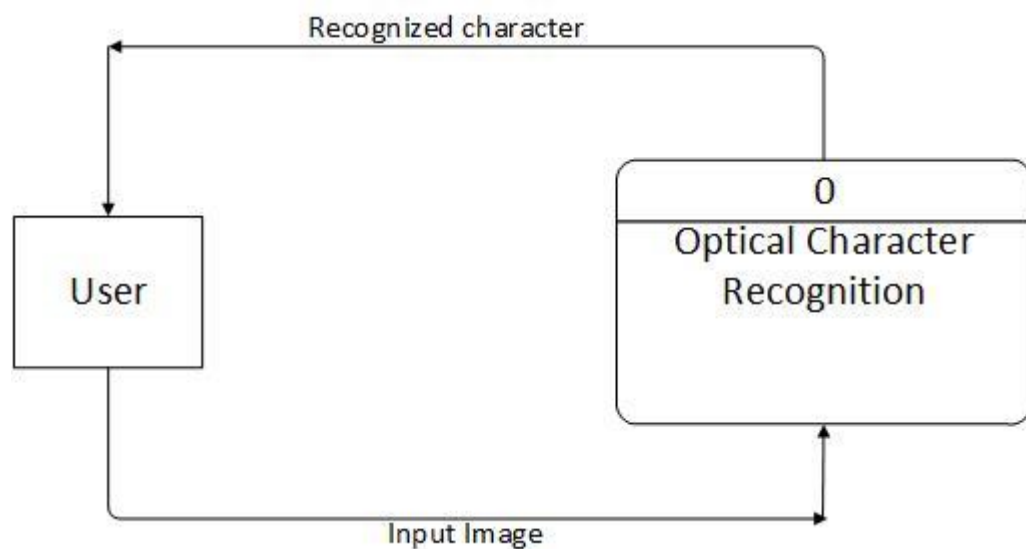 Recognized character
0
Optical Character
Recognition
User
Input Image